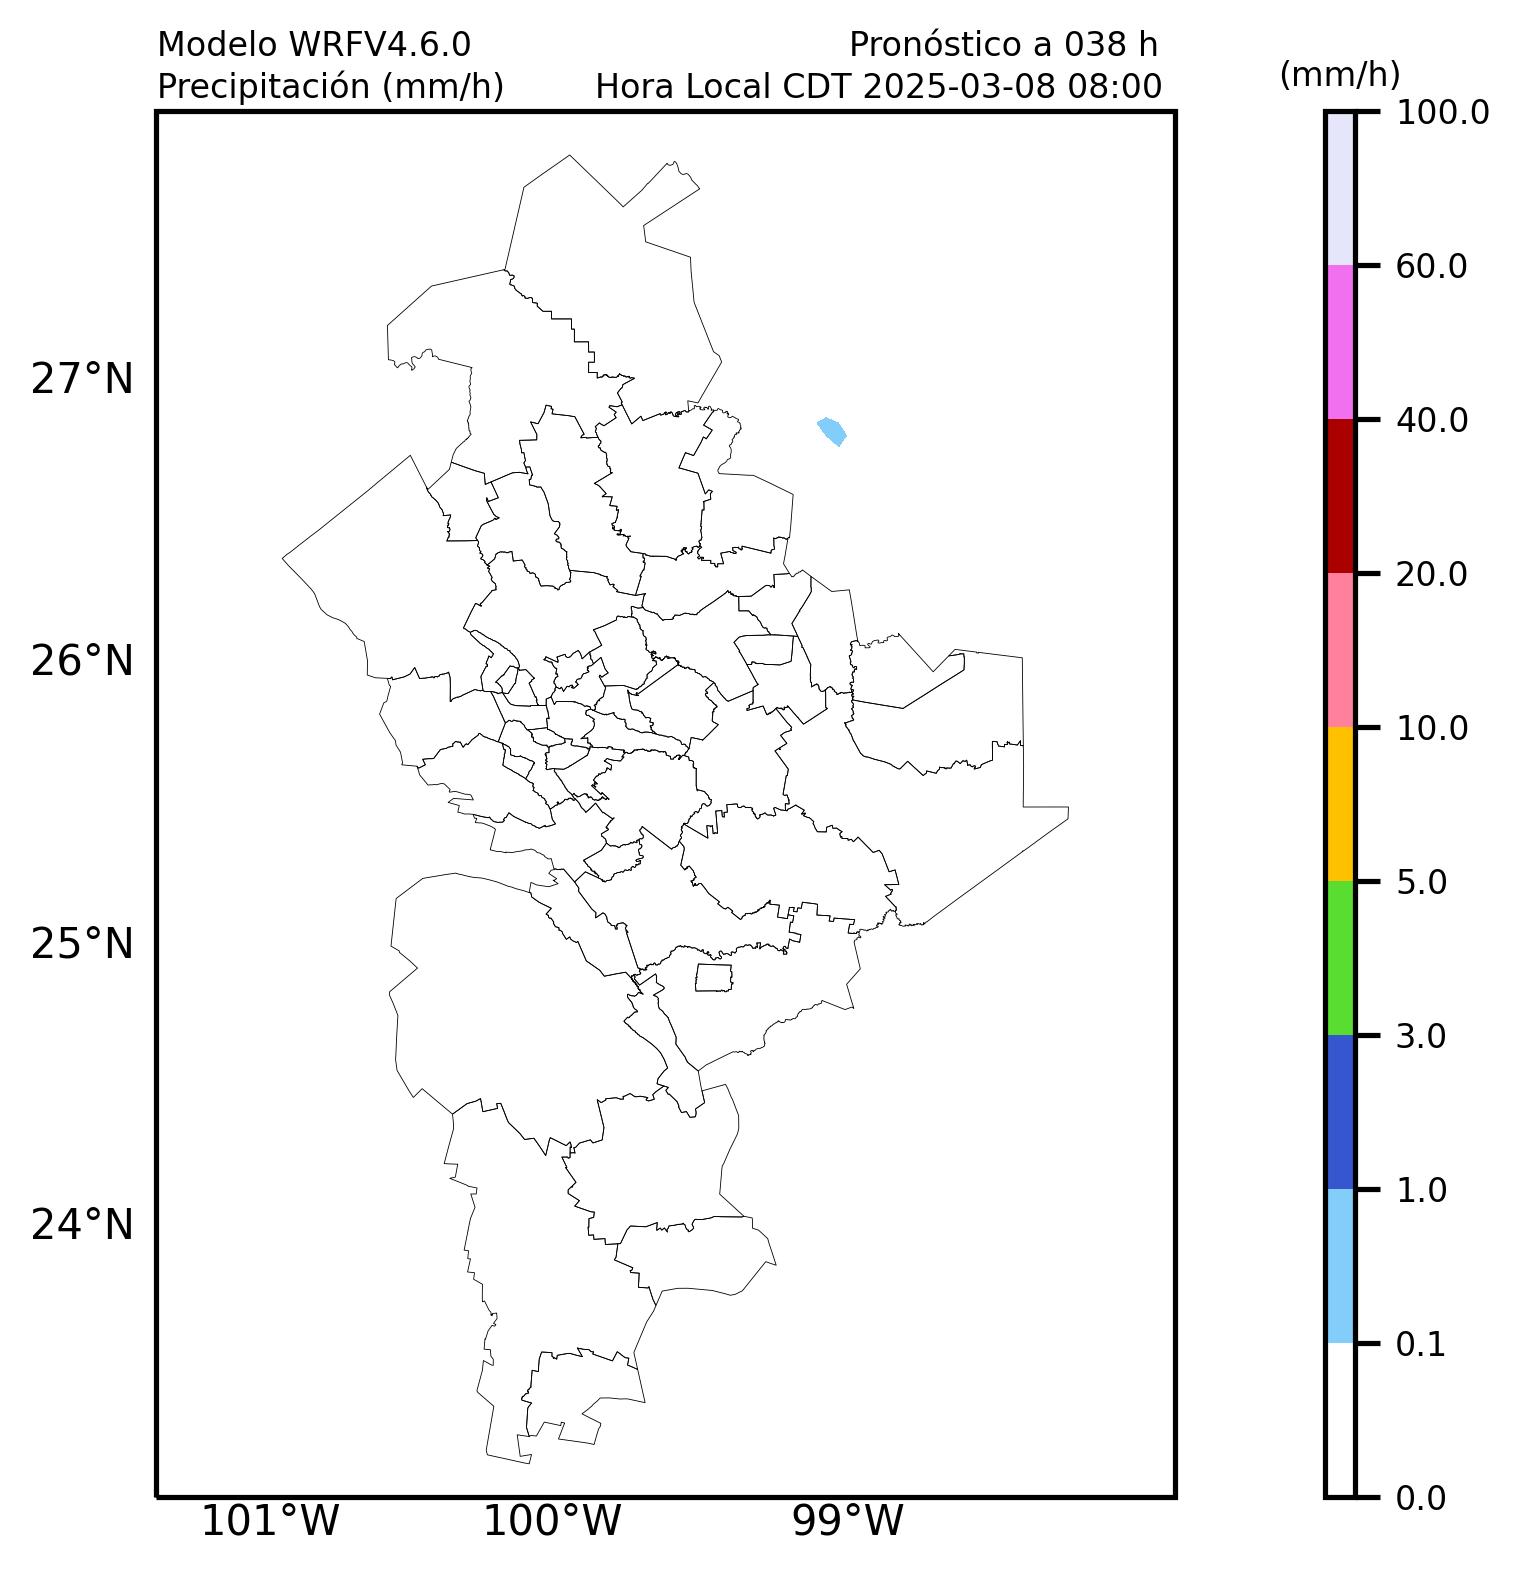 Modelo WRFV4.6.0
Pronóstico a 038 h
Precipitación (mm/h)
Hora Local CDT 2025-03-08 08:00
(mm/h)
100.0
60.0
40.0
20.0
10.0
5.0
3.0
1.0
0.1
0.0
27°N
26°N
25°N
24°N
101°W
100°W
99°W